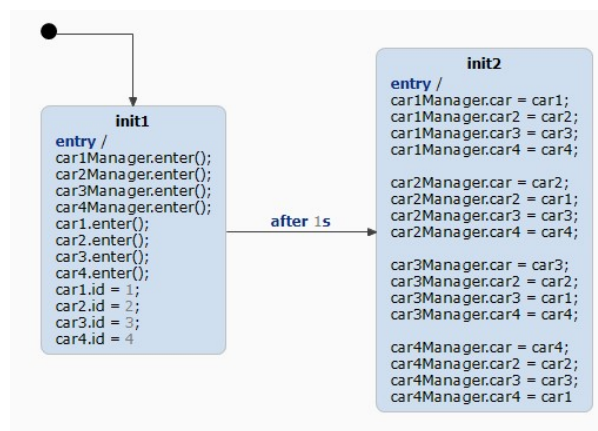 init1
entry /
car1Manager.enter();
car2Manager.enter();
car3Manager.enter();
car4Manager.enter();
car1.enter();
car2.enter();
car3.enter();
car4.enter();
car1.id = 1;
car2.id = 2;
car3.id = 3;
car4.id = 4
after 1s
init2
entry /
car1Manager.car = car1;
car1Manager.car2 = car2;
car1Manager.car3 = car3;
car1Manager.car4 = car4;
car2Manager.car = car2;
car2Manager.car2 = car1;
car2Manager.car3 = car3;
car2Manager.car4 = car4;
car3Manager.car = car3;
car3Manager.car2 = car2;
car3Manager.car3 = car1;
car3Manager.car4 = car4;
car4Manager.car = car4;
car4Manager.car2 = car2;
car4Manager.car3 = car3;
car4Manager.car4 = car1